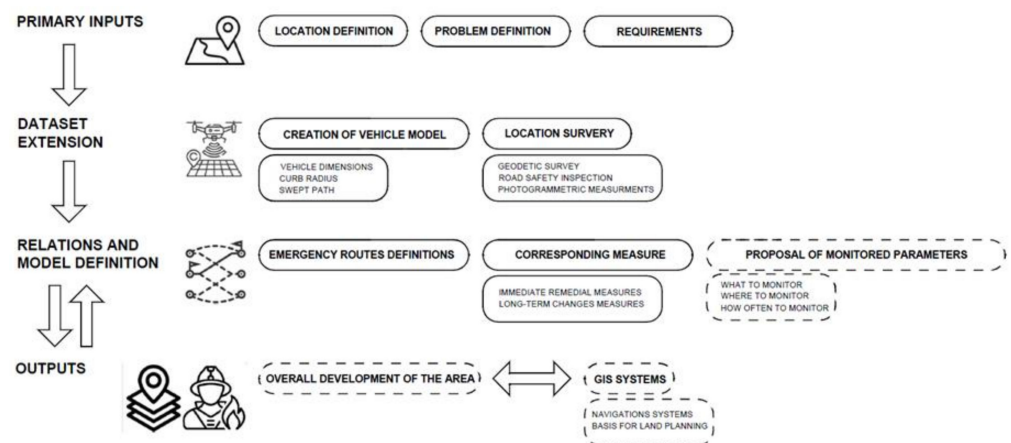 PRIMARY INPUTS
LOCATION DEFINITION
PROBLEM DEFINITION
REQUIREMENTS
DATASET
EXTENSION
CREATION OF VEHICLE MODEL
LOCATION SURVERY
VEHICLE DIMENSIONS
CURB RADIUS
SWEPT PATH
GEODETIC SURVEY
ROAD SAFETY INSPECTION
PHOTOGRAMMETRIC MEASURMENTS
RELATIONS AND
MODEL DEFINITION
EMERGENCY ROUTES DEFINITIONS
CORRESPONDING MEASURE
PROPOSAL OF MONITORED PARAMETERS
IMMEDIATE REMEDIAL MEASURES
LONG-TERM CHANGES MEASURES
WHAT TO MONITOR
WHERE TO MONITOR
HOW OFTEN TO MONITOR
OUTPUTS
OVERALL DEVELOPMENT OF THE AREA
GIS SYSTEMS
NAVIGATIONS SYSTEMS
BASIS FOR LAND PLANNING